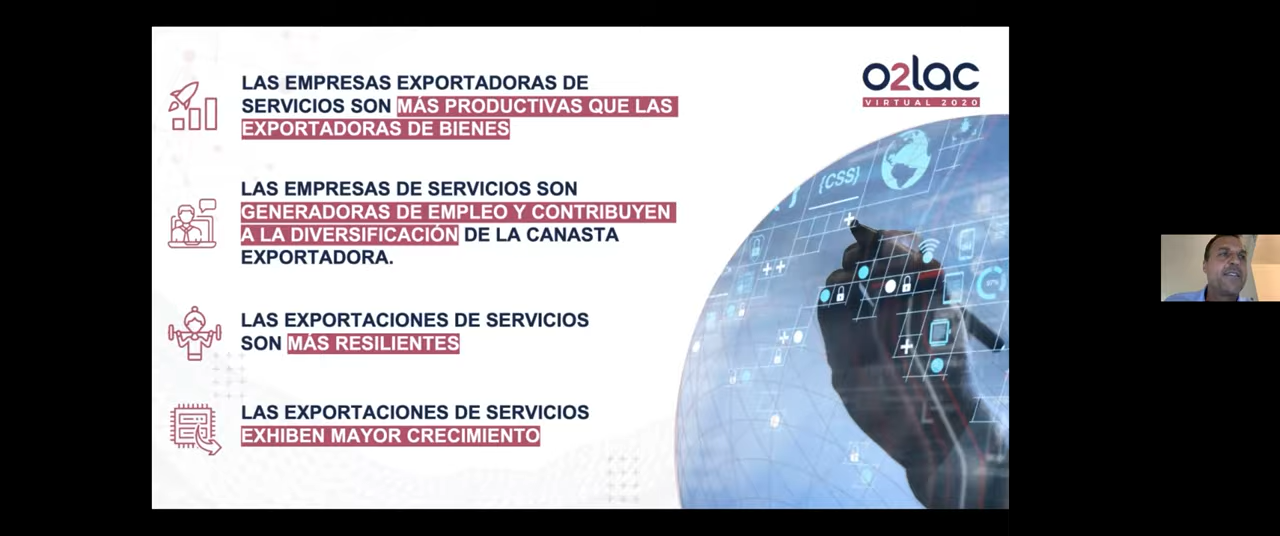 LAS EMPRESAS EXPORTADORAS DE
SERVICIOS SON MÁS PRODUCTIVAS QUE LAS
EXPORTADORAS DE BIENES
o2lac
VIRTUAL 2020
LAS EMPRESAS DE SERVICIOS SON
GENERADORAS DE EMPLEO Y CONTRIBUYEN
A LA DIVERSIFICACIÓN DE LA CANASTA
EXPORTADORA.
LAS EXPORTACIONES DE SERVICIOS
SON MÁS RESILIENTES
LAS EXPORTACIONES DE SERVICIOS
EXHIBEN MAYOR CRECIMIENTO
{CSS}